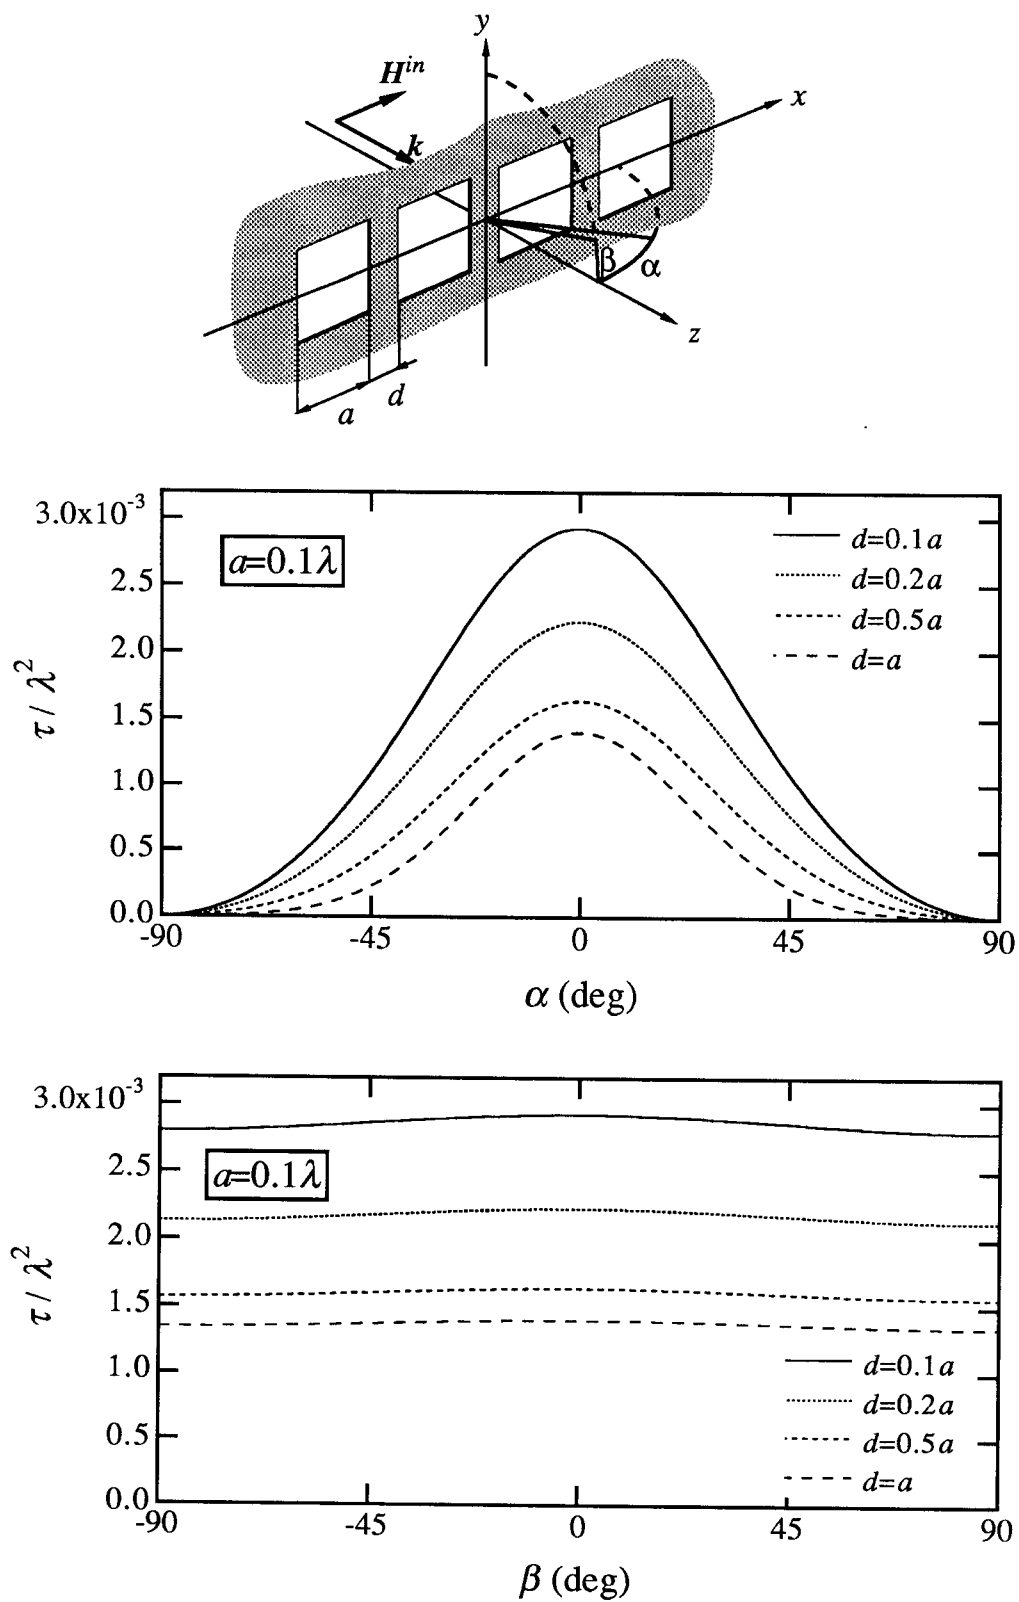 y
H^in
x
k
β
α
z
a
d
3.0x10^-3
a=0.1λ
d=0.1a
2.5
d=0.2a
d=0.5a
2.0
d=a
τ / λ^2
1.5
1.0
0.5
0.0
-90 -45 0 45 90
α (deg)
3.0x10^-3
2.5
a=0.1λ
2.0
τ / λ^2
1.5
1.0
d=0.1a
d=0.2a
0.5
d=0.5a
d=a
0.0
-90 -45 0 45 90
β (deg)